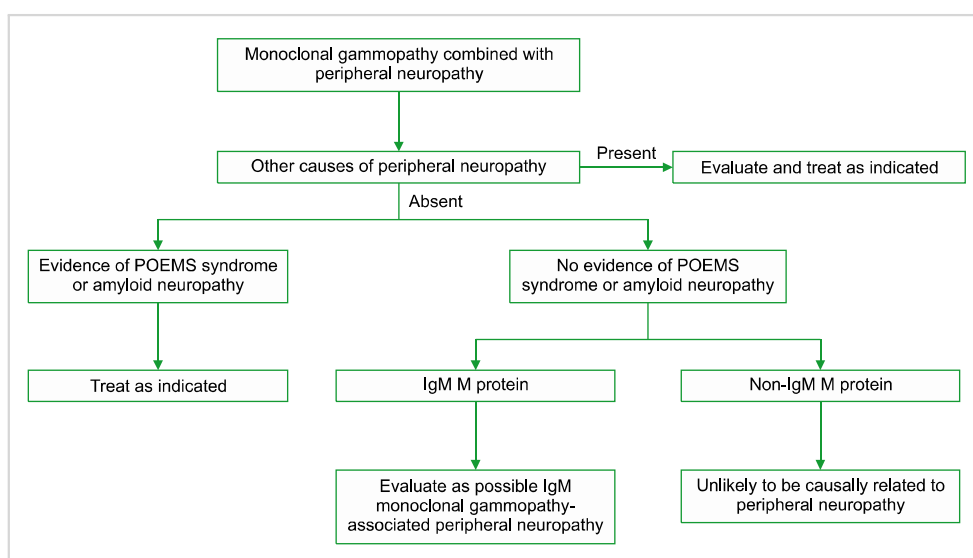 Monoclonal gammopathy combined with
peripheral neuropathy
Other causes of peripheral neuropathy
Present
Evaluate and treat as indicated
Absent
Evidence of POEMS syndrome
or amyloid neuropathy
No evidence of POEMS
syndrome or amyloid neuropathy
Treat as indicated
IgM M protein
Non-IgM M protein
Evaluate as possible IgM
monoclonal gammopathy-
associated peripheral neuropathy
Unlikely to be causally related to
peripheral neuropathy